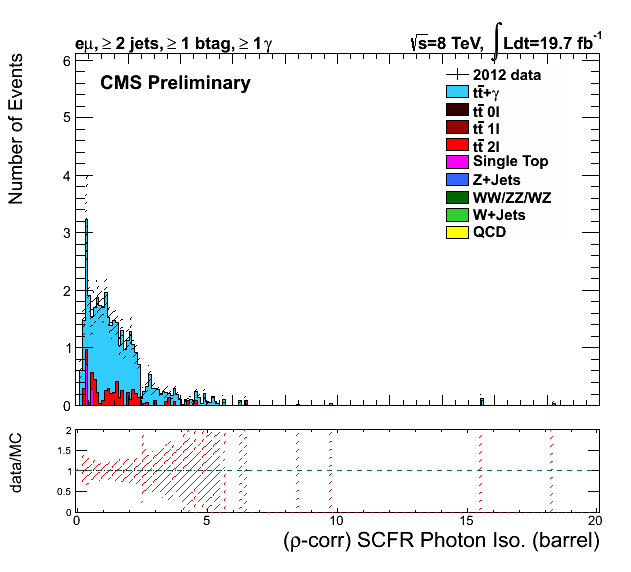 eμ, ≥ 2 jets, ≥ 1 btag, ≥ 1γ
√s=8 TeV, ∫Ldt=19.7 fb⁻¹
CMS Preliminary
2012 data
tt̄+γ
tt̄ 0l
tt̄ 1l
tt̄ 2l
Single Top
Z+Jets
WW/ZZ/WZ
W+Jets
QCD
Number of Events
6
5
4
3
2
1
0
data/MC
2
1.5
1
0.5
0
0 5 10 15 20
(ρ-corr) SCFR Photon Iso. (barrel)